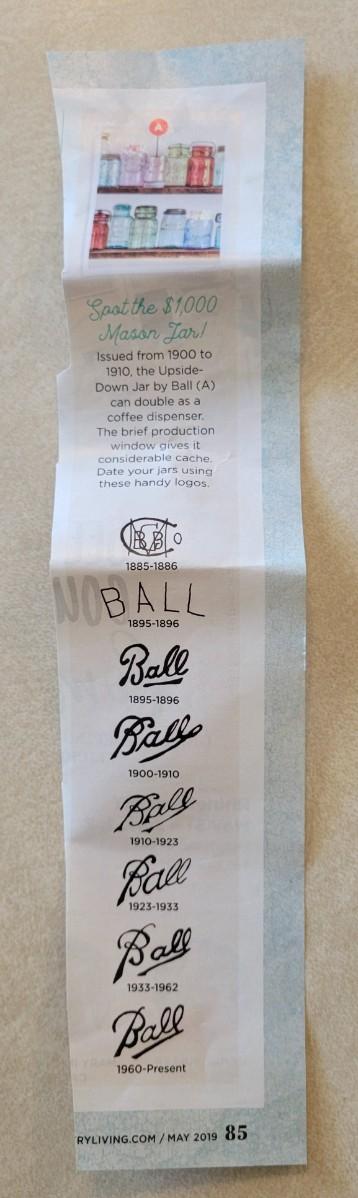 A
Spot the $1,000
Mason Jar!
Issued from 1900 to
1910, the Upside-
Down Jar by Ball (A)
can double as a
coffee dispenser.
The brief production
window gives it
considerable cache.
Date your jars using
these handy logos.
1885-1886
BALL
1895-1896
Ball
1895-1896
Ball
1900-1910
Ball
1910-1923
Ball
1923-1933
Ball
1933-1962
Ball
1960-Present
RYLIVING.COM / MAY 2019 85